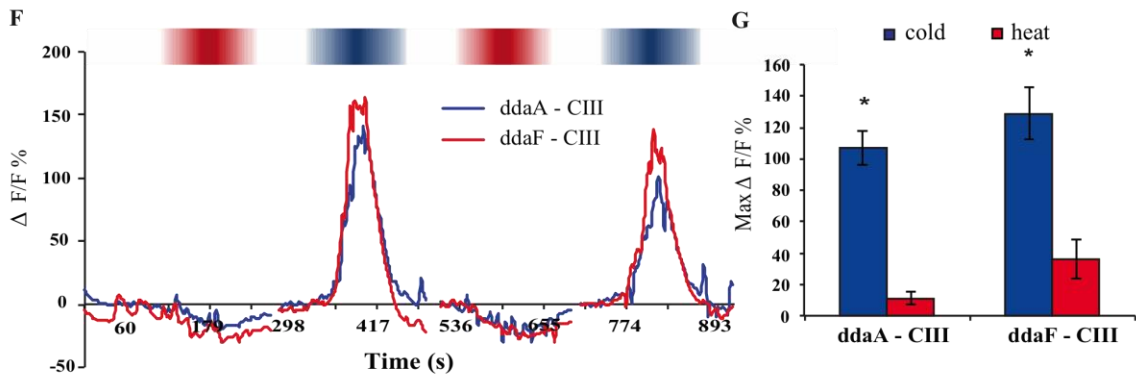 F
200
150
100
50
0
-50
Δ F/F %
ddaA - CIII
ddaF - CIII
60 179 298 417 536 655 774 893
Time (s)
G
cold heat
160
140
120
100
80
60
40
20
0
Max Δ F/F %
*
*
ddaA - CIII ddaF - CIII